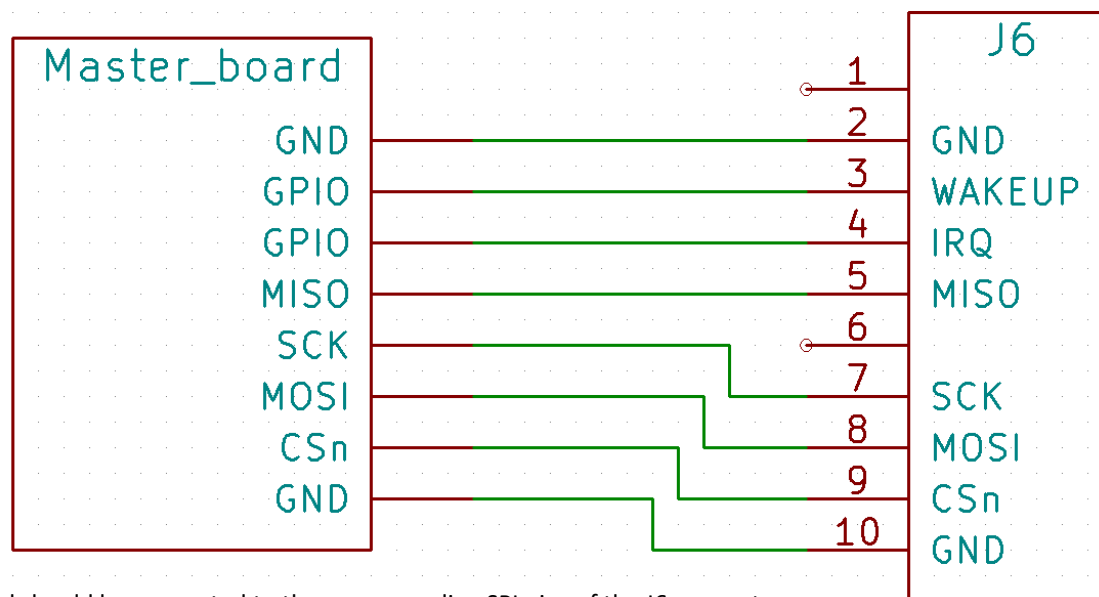 Master_board
GND
GPIO
GPIO
MISO
SCK
MOSI
CSn
GND
J6
1
2 GND
3 WAKEUP
4 IRQ
5 MISO
6
7 SCK
8 MOSI
9 CSn
10 GND